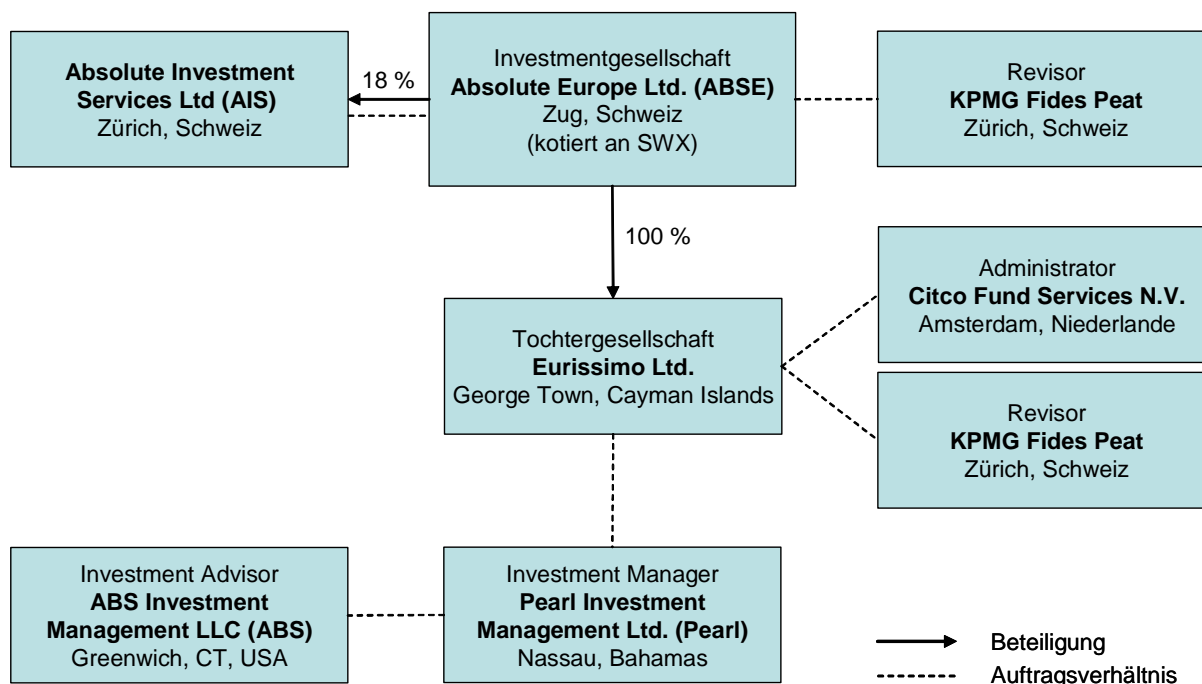 Absolute Investment
Services Ltd (AIS)
Zürich, Schweiz
18 %
Investmentgesellschaft
Absolute Europe Ltd. (ABSE)
Zug, Schweiz
(kotiert an SWX)
Revisor
KPMG Fides Peat
Zürich, Schweiz
100 %
Administrator
Citco Fund Services N.V.
Amsterdam, Niederlande
Tochtergesellschaft
Eurissimo Ltd.
George Town, Cayman Islands
Revisor
KPMG Fides Peat
Zürich, Schweiz
Investment Advisor
ABS Investment
Management LLC (ABS)
Greenwich, CT, USA
Investment Manager
Pearl Investment
Management Ltd. (Pearl)
Nassau, Bahamas
Beteiligung
Auftragsverhältnis